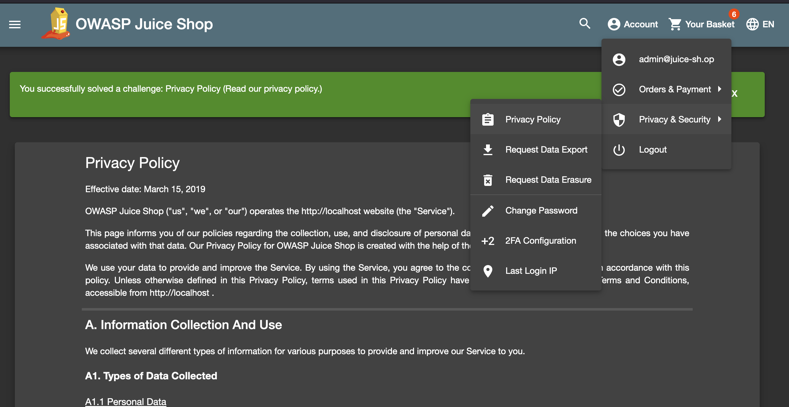 OWASP Juice Shop
Account
Your Basket
6
EN
admin@juice-sh.op
Orders & Payment
Privacy & Security
Logout
You successfully solved a challenge: Privacy Policy (Read our privacy policy.)
X
Privacy Policy
Request Data Export
Request Data Erasure
Change Password
+2 2FA Configuration
Last Login IP
Privacy Policy
Effective date: March 15, 2019
OWASP Juice Shop ("us", "we", or "our") operates the http://localhost website (the "Service").
This page informs you of our policies regarding the collection, use, and disclosure of personal da the choices you have
associated with that data. Our Privacy Policy for OWASP Juice Shop is created with the help of the
We use your data to provide and improve the Service. By using the Service, you agree to the co accordance with this
policy. Unless otherwise defined in this Privacy Policy, terms used in this Privacy Policy have erms and Conditions,
accessible from http://localhost .
A. Information Collection And Use
We collect several different types of information for various purposes to provide and improve our Service to you.
A1. Types of Data Collected
A1.1 Personal Data